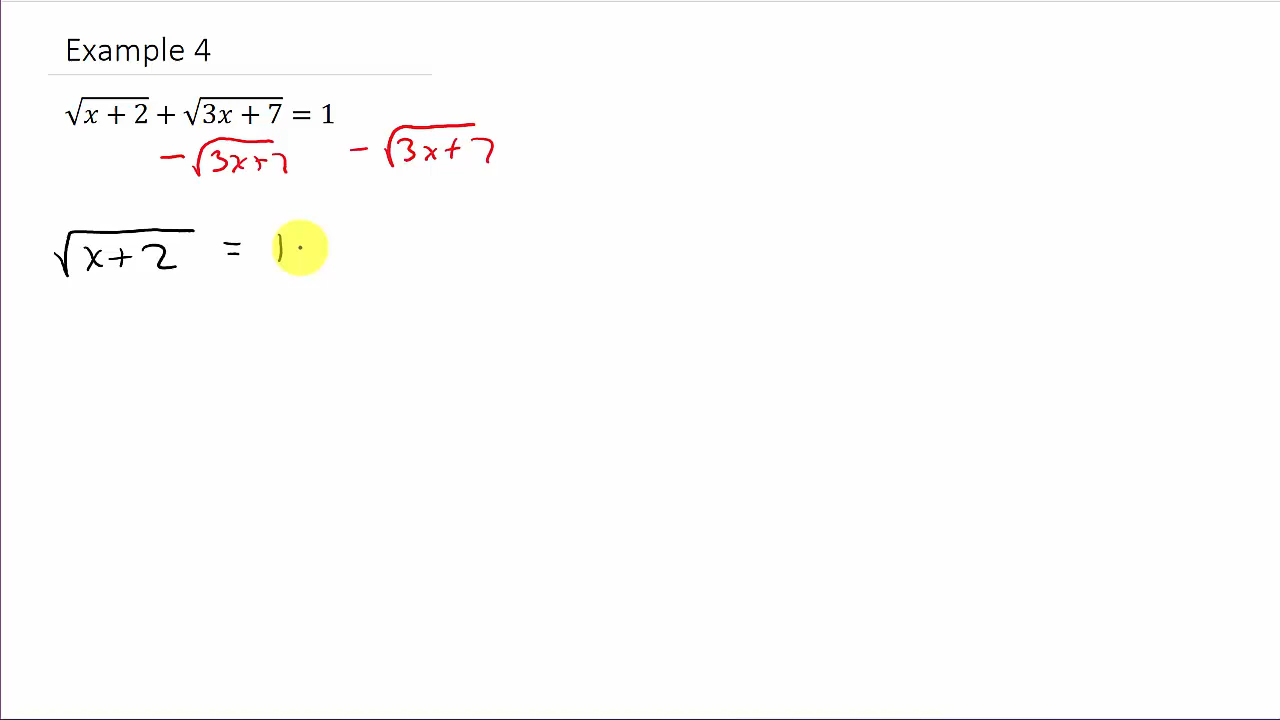 Example 4
√x + 2 + √3x + 7 = 1
- √3x+7 - √3x+7
√x+2 = 1